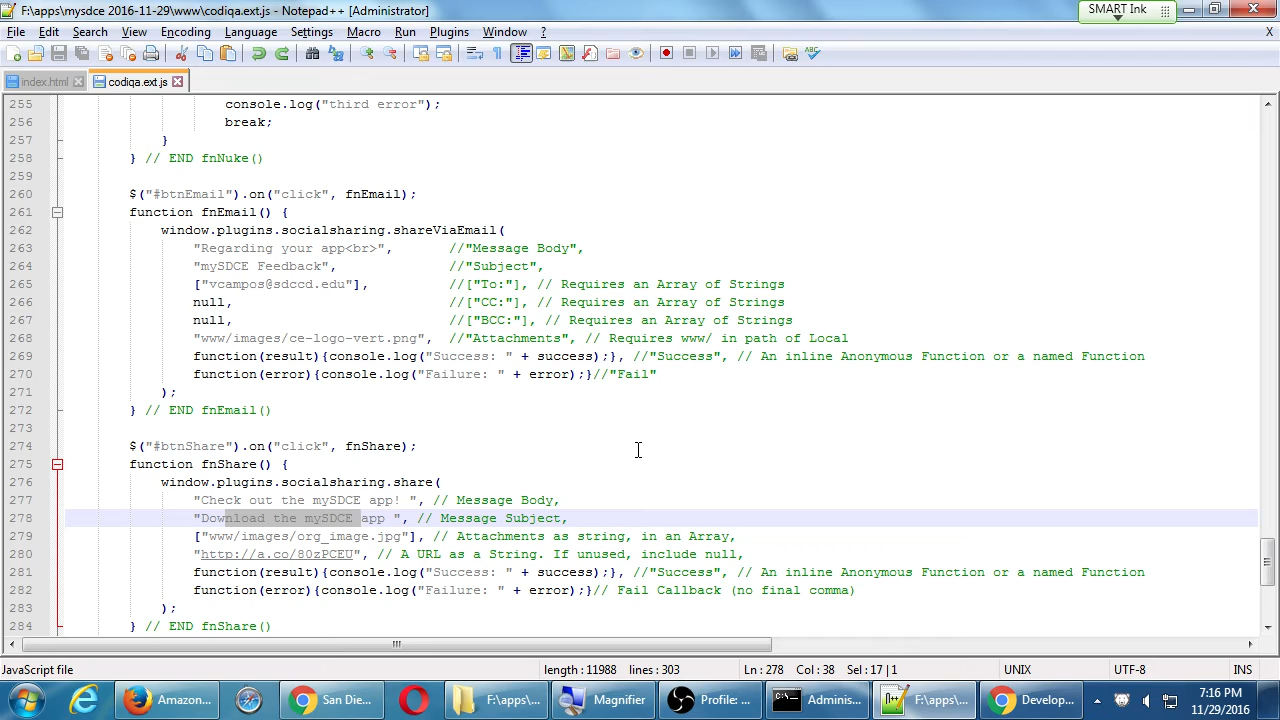 F:\apps\mysdce 2016-11-29\www\codiqa.ext.js - Notepad++ [Administrator]
SMART Ink
File Edit Search View Encoding Language Settings Macro Run Plugins Window ? X
index.html codiqa.ext.js
255 console.log("third error");
256 break;
257 }
258 } // END fnNuke()
259
260 $("#btnEmail").on("click", fnEmail);
261 function fnEmail() {
262 window.plugins.socialsharing.shareViaEmail(
263 "Regarding your app<br>", //"Message Body",
264 "mySDCE Feedback", //"Subject",
265 ["vcampos@sdccd.edu"], //["To:"], // Requires an Array of Strings
266 null, //["CC:"], // Requires an Array of Strings
267 null, //["BCC:"], // Requires an Array of Strings
268 "www/images/ce-logo-vert.png", //"Attachments", // Requires www/ in path of Local
269 function(result){console.log("Success: " + success);}, //"Success", // An inline Anonymous Function or a named Function
270 function(error){console.log("Failure: " + error);}//"Fail"
271 );
272 } // END fnEmail()
273
274 $("#btnShare").on("click", fnShare);
275 function fnShare() {
276 window.plugins.socialsharing.share(
277 "Check out the mySDCE app! ", // Message Body,
278 "Download the mySDCE app ", // Message Subject,
279 ["www/images/org_image.jpg"], // Attachments as string, in an Array,
280 "http://a.co/80zPCEU", // A URL as a String. If unused, include null,
281 function(result){console.log("Success: " + success);}, //"Success", // An inline Anonymous Function or a named Function
282 function(error){console.log("Failure: " + error);}// Fail Callback (no final comma)
283 );
284 } // END fnShare()
JavaScript file length : 11988 lines : 303 Ln : 278 Col : 38 Sel : 17 | 1 UNIX UTF-8 INS
Amazon... San Die... F:\apps\... Magnifier Profile: ... Adminis... F:\apps\... Develop... 7:16 PM
11/29/2016